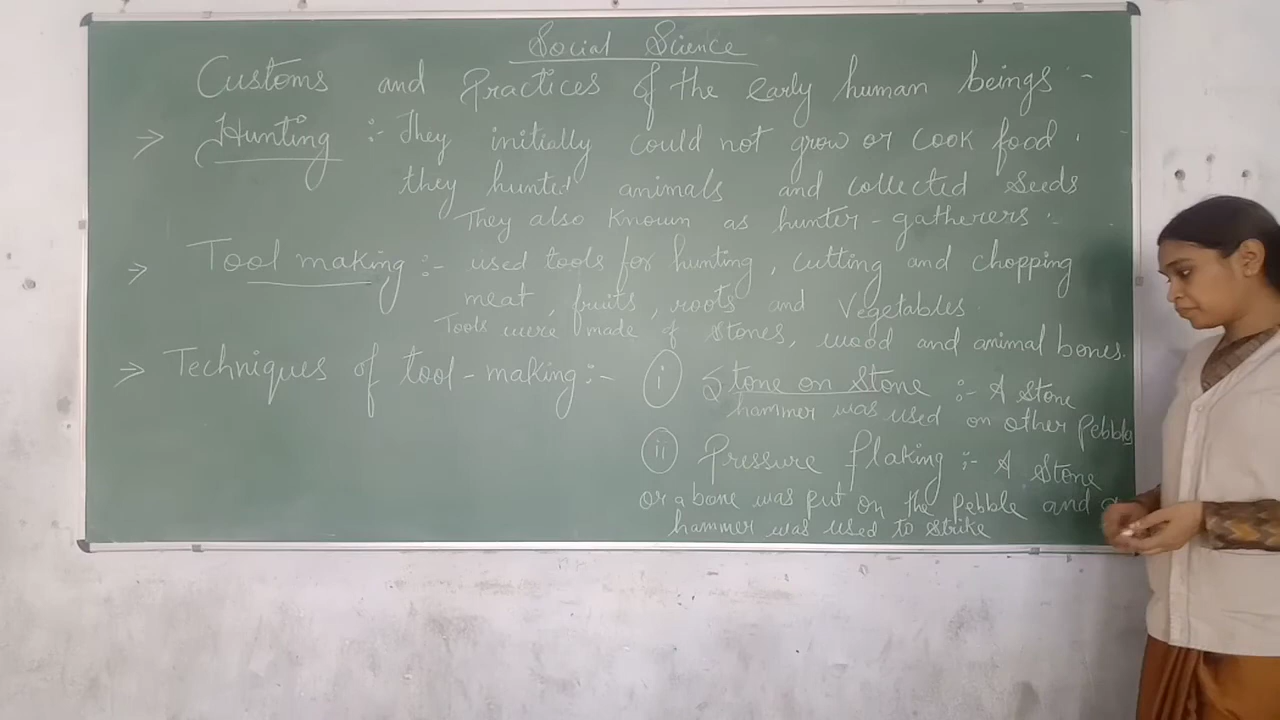 Social Science
Customs and Practices of the early human beings :-
> Hunting :- They initially could not grow or cook food.
they hunted animals and collected seeds
They also known as hunter-gatherers :-
> Tool making :- used tools for hunting, cutting and chopping
meat, fruits, roots and vegetables.
Tools were made of stones, wood and animal bones.
> Techniques of tool-making :- (i) Stone on Stone :- A stone
hammer was used on other Pebbles
(ii) Pressure flaking :- A stone
or a bone was put on the pebble and a
hammer was used to strike